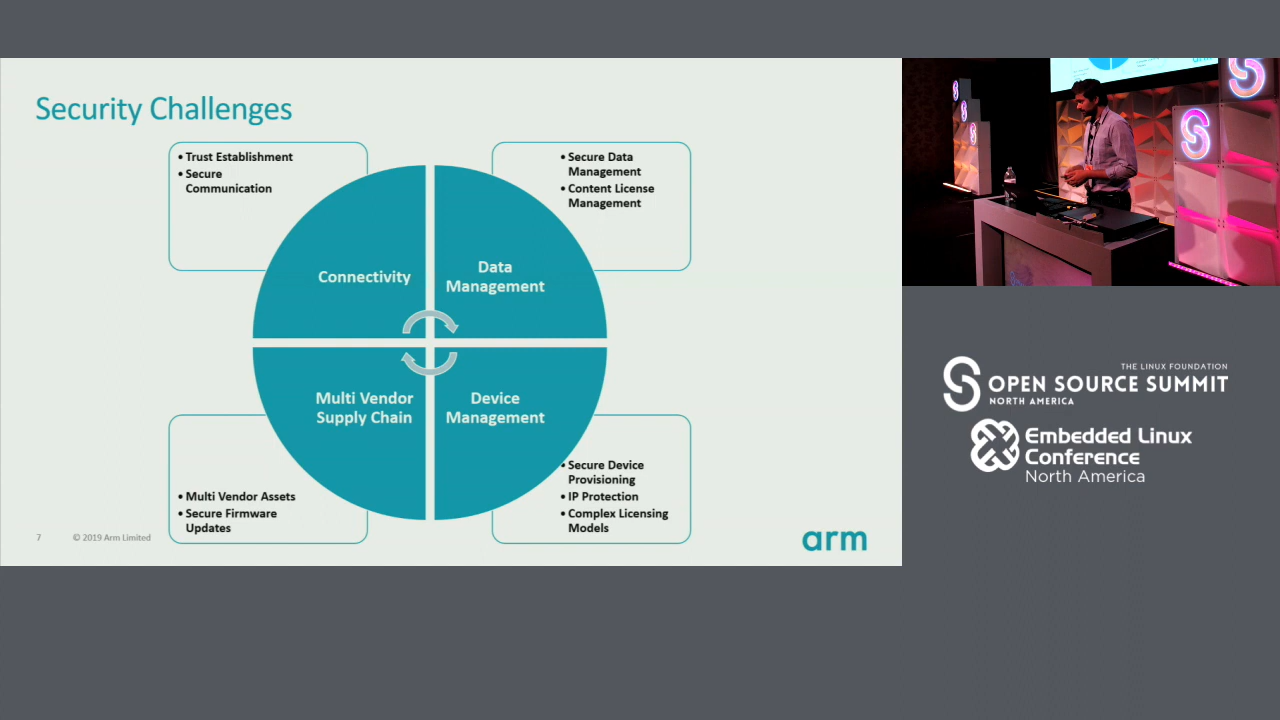 Security Challenges
• Trust Establishment
• Secure
Communication
• Secure Data
Management
• Content License
Management
Connectivity
Data
Management
Multi Vendor
Supply Chain
Device
Management
• Multi Vendor Assets
• Secure Firmware
Updates
• Secure Device
Provisioning
• IP Protection
• Complex Licensing
Models
7
© 2019 Arm Limited
arm
THE LINUX FOUNDATION
OPEN SOURCE SUMMIT
NORTH AMERICA
Embedded Linux
Conference
North America